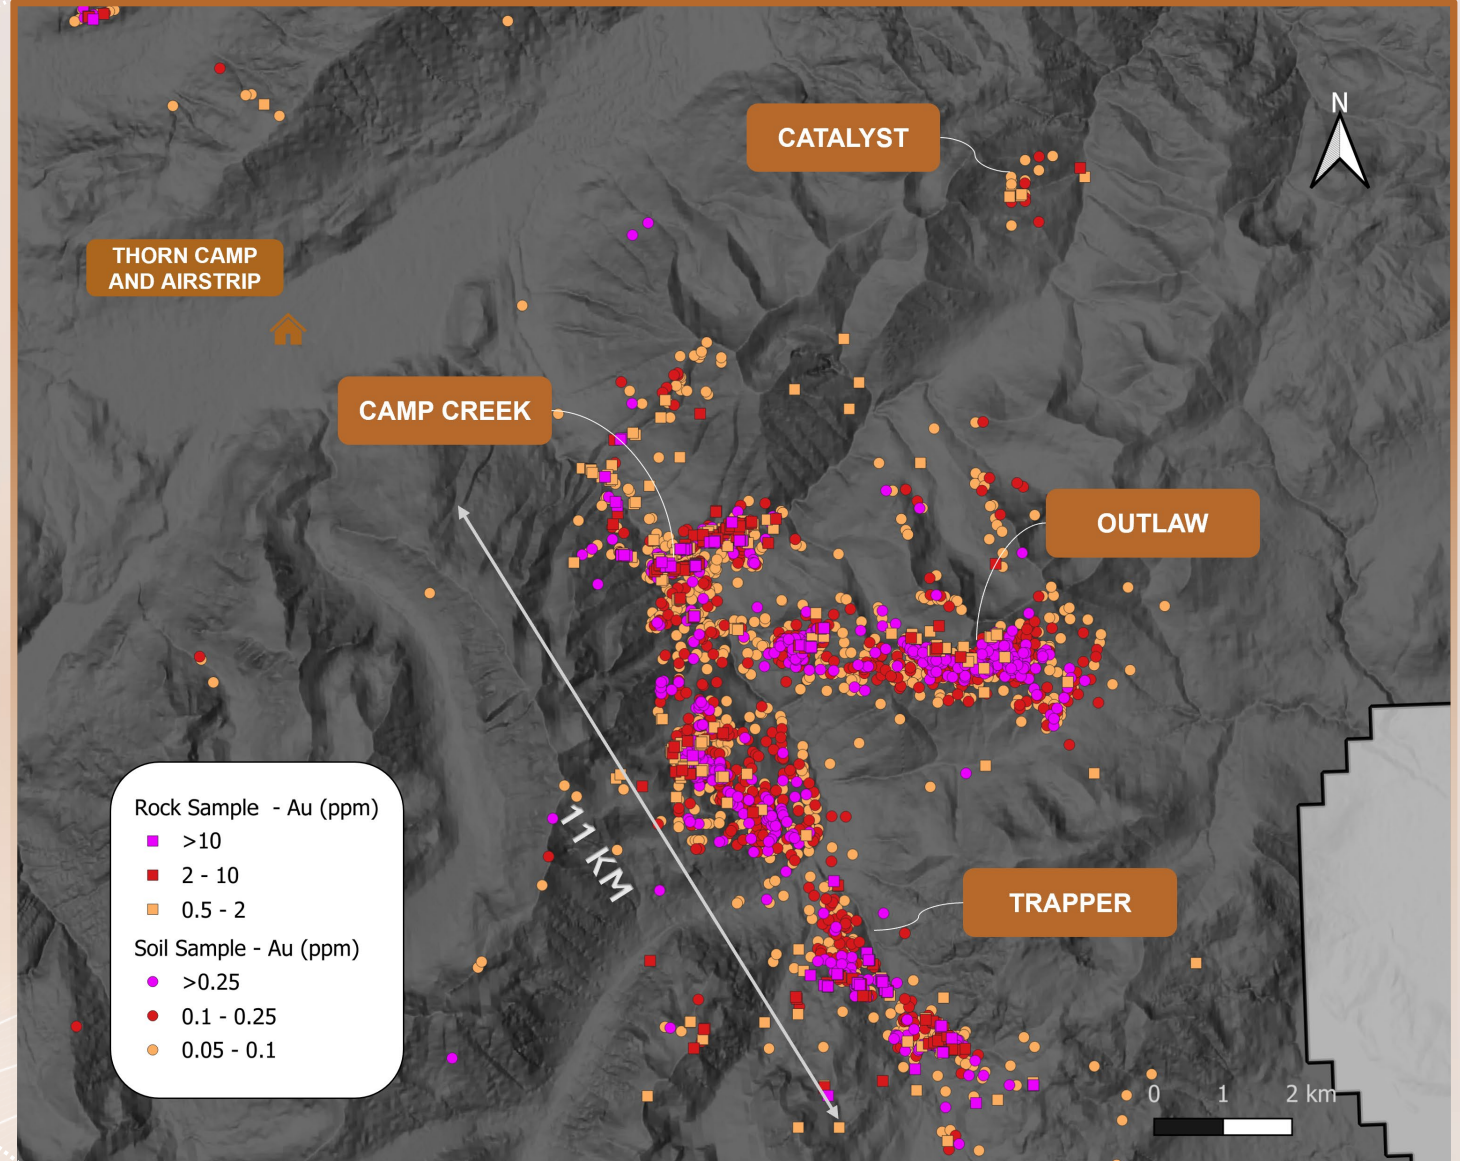 N
CATALYST
THORN CAMP
AND AIRSTRIP
CAMP CREEK
OUTLAW
11 KM
TRAPPER
Rock Sample - Au (ppm)
>10
2 - 10
0.5 - 2
Soil Sample - Au (ppm)
>0.25
0.1 - 0.25
0.05 - 0.1
0 1 2 km